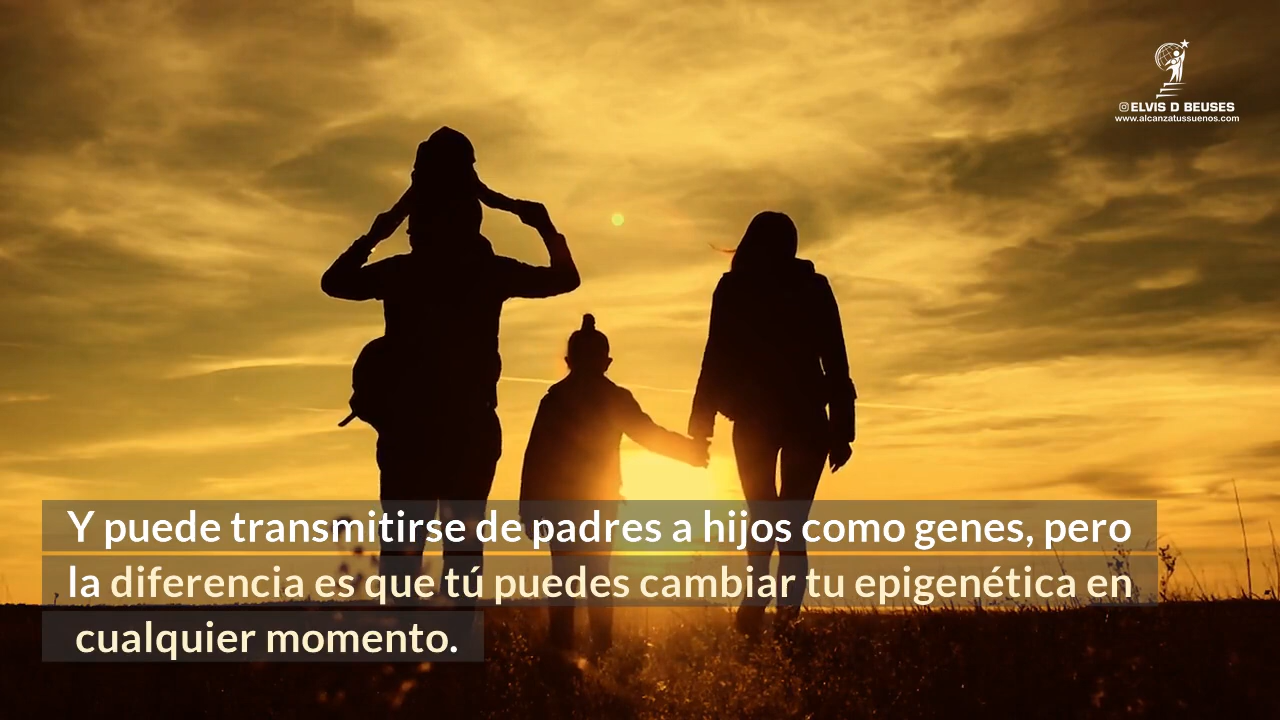 ELVIS D BEUSES
www.alcanzatussuenos.com
Y puede transmitirse de padres a hijos como genes, pero
la diferencia es que tú puedes cambiar tu epigenética en
cualquier momento.